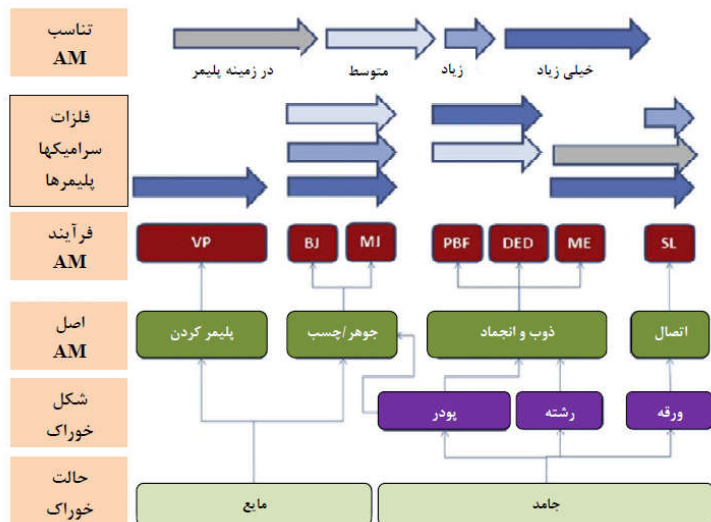 تناسب
AM
در زمینه پلیمر
متوسط
زیاد
خیلی زیاد
فلزات
سرامیکها
پلیمرها
فرآیند
AM
VP
BJ
MJ
PBF
DED
ME
SL
اصل
AM
پلیمر کردن
جوهر/چسب
ذوب و انجماد
اتصال
شکل
خوراک
پودر
رشته
ورقه
حالت
خوراک
مایع
جامد